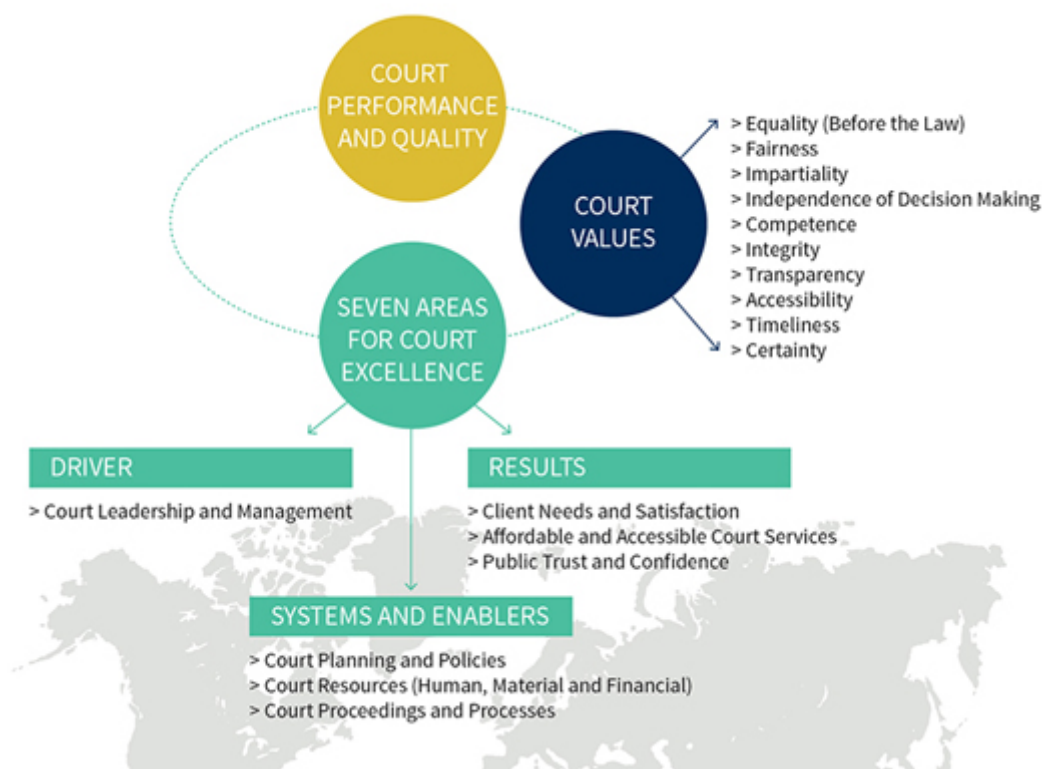 COURT
PERFORMANCE
AND QUALITY
COURT
VALUES
> Equality (Before the Law)
> Fairness
> Impartiality
> Independence of Decision Making
> Competence
> Integrity
> Transparency
> Accessibility
> Timeliness
> Certainty
SEVEN AREAS
FOR COURT
EXCELLENCE
DRIVER
> Court Leadership and Management
RESULTS
> Client Needs and Satisfaction
> Affordable and Accessible Court Services
> Public Trust and Confidence
SYSTEMS AND ENABLERS
> Court Planning and Policies
> Court Resources (Human, Material and Financial)
> Court Proceedings and Processes